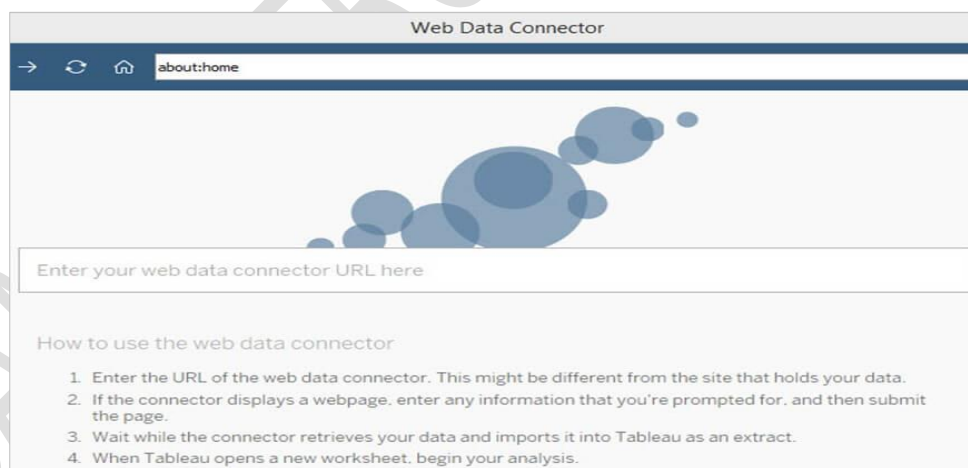 Web Data Connector
about:home
Enter your web data connector URL here
How to use the web data connector
1. Enter the URL of the web data connector. This might be different from the site that holds your data.
2. If the connector displays a webpage, enter any information that you're prompted for, and then submit
the page.
3. Wait while the connector retrieves your data and imports it into Tableau as an extract.
4. When Tableau opens a new worksheet, begin your analysis.